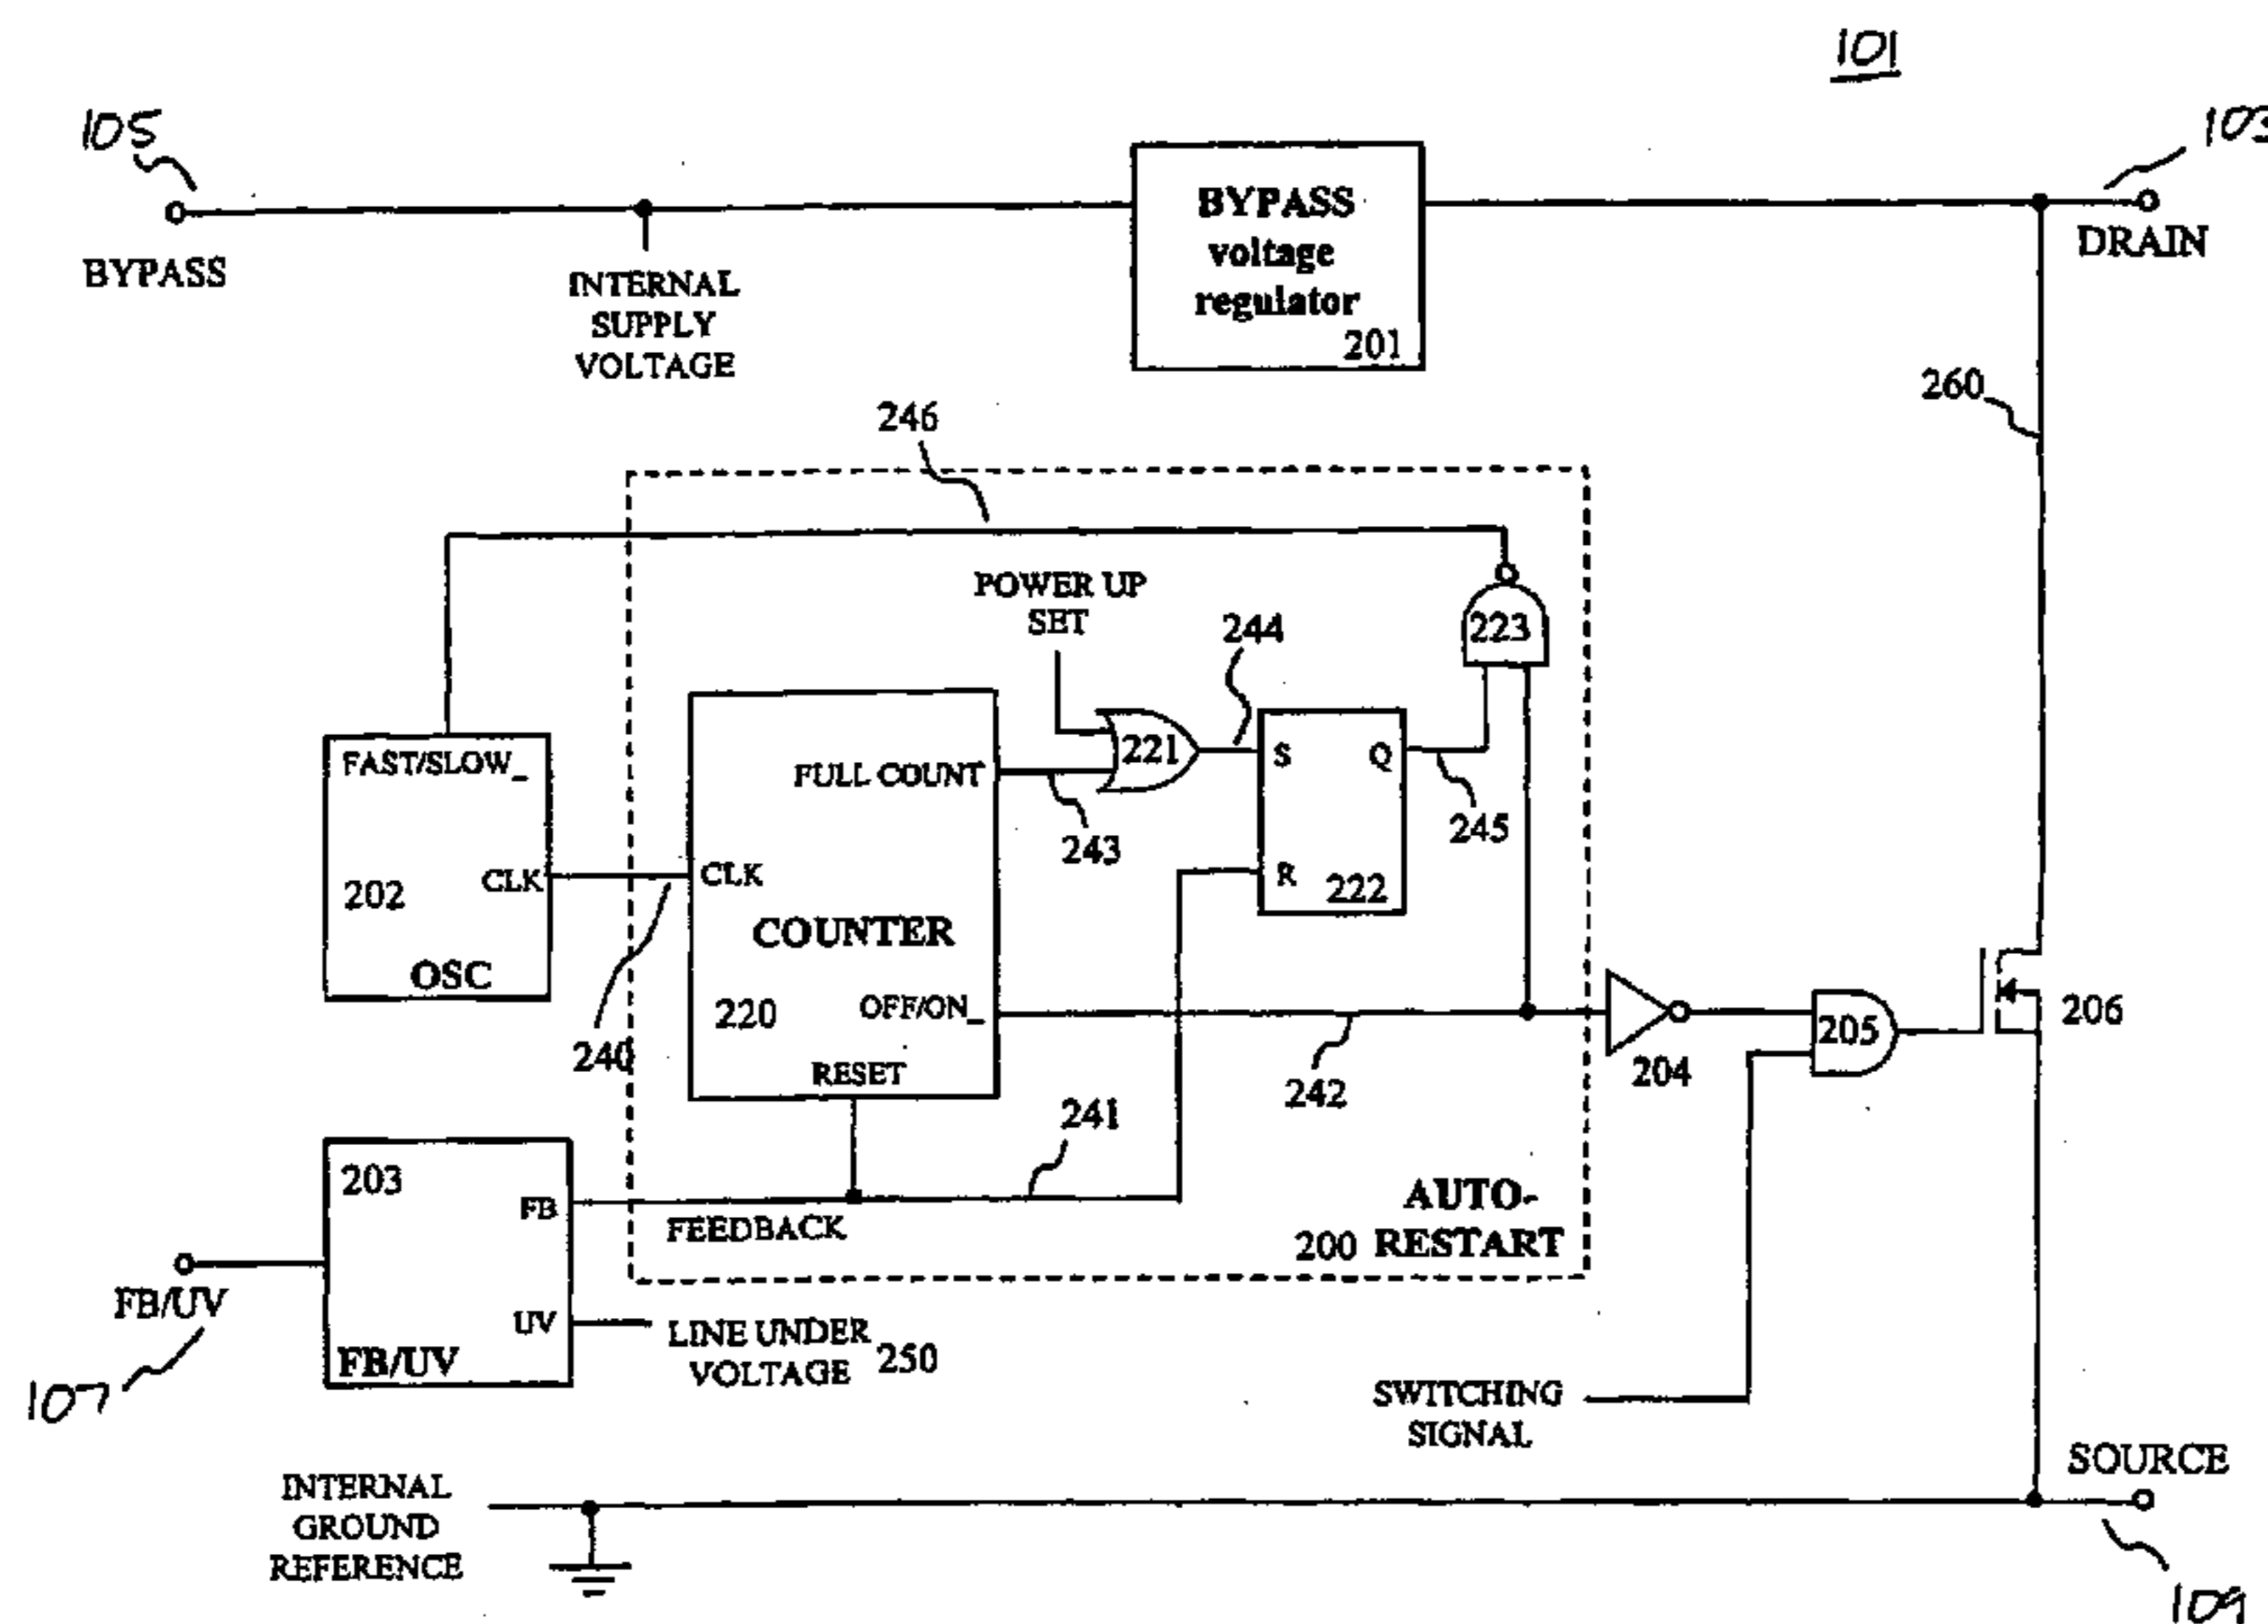 101
105
103
BYPASS
voltage
regulator
201
DRAIN
BYPASS
INTERNAL
SUPPLY
VOLTAGE
260
246
POWER UP
SET
244
223
FAST/SLOW_
FULL COUNT
221
S
Q
243
245
202
CLK
CLK
R
222
OSC
COUNTER
220
OFF/ON_
240
RESET
242
204
205
206
241
203
FB
FEEDBACK
AUTO-
200 RESTART
FB/UV
UV
LINE UNDER
VOLTAGE
250
FB/UV
107
SWITCHING
SIGNAL
SOURCE
INTERNAL
GROUND
REFERENCE
109